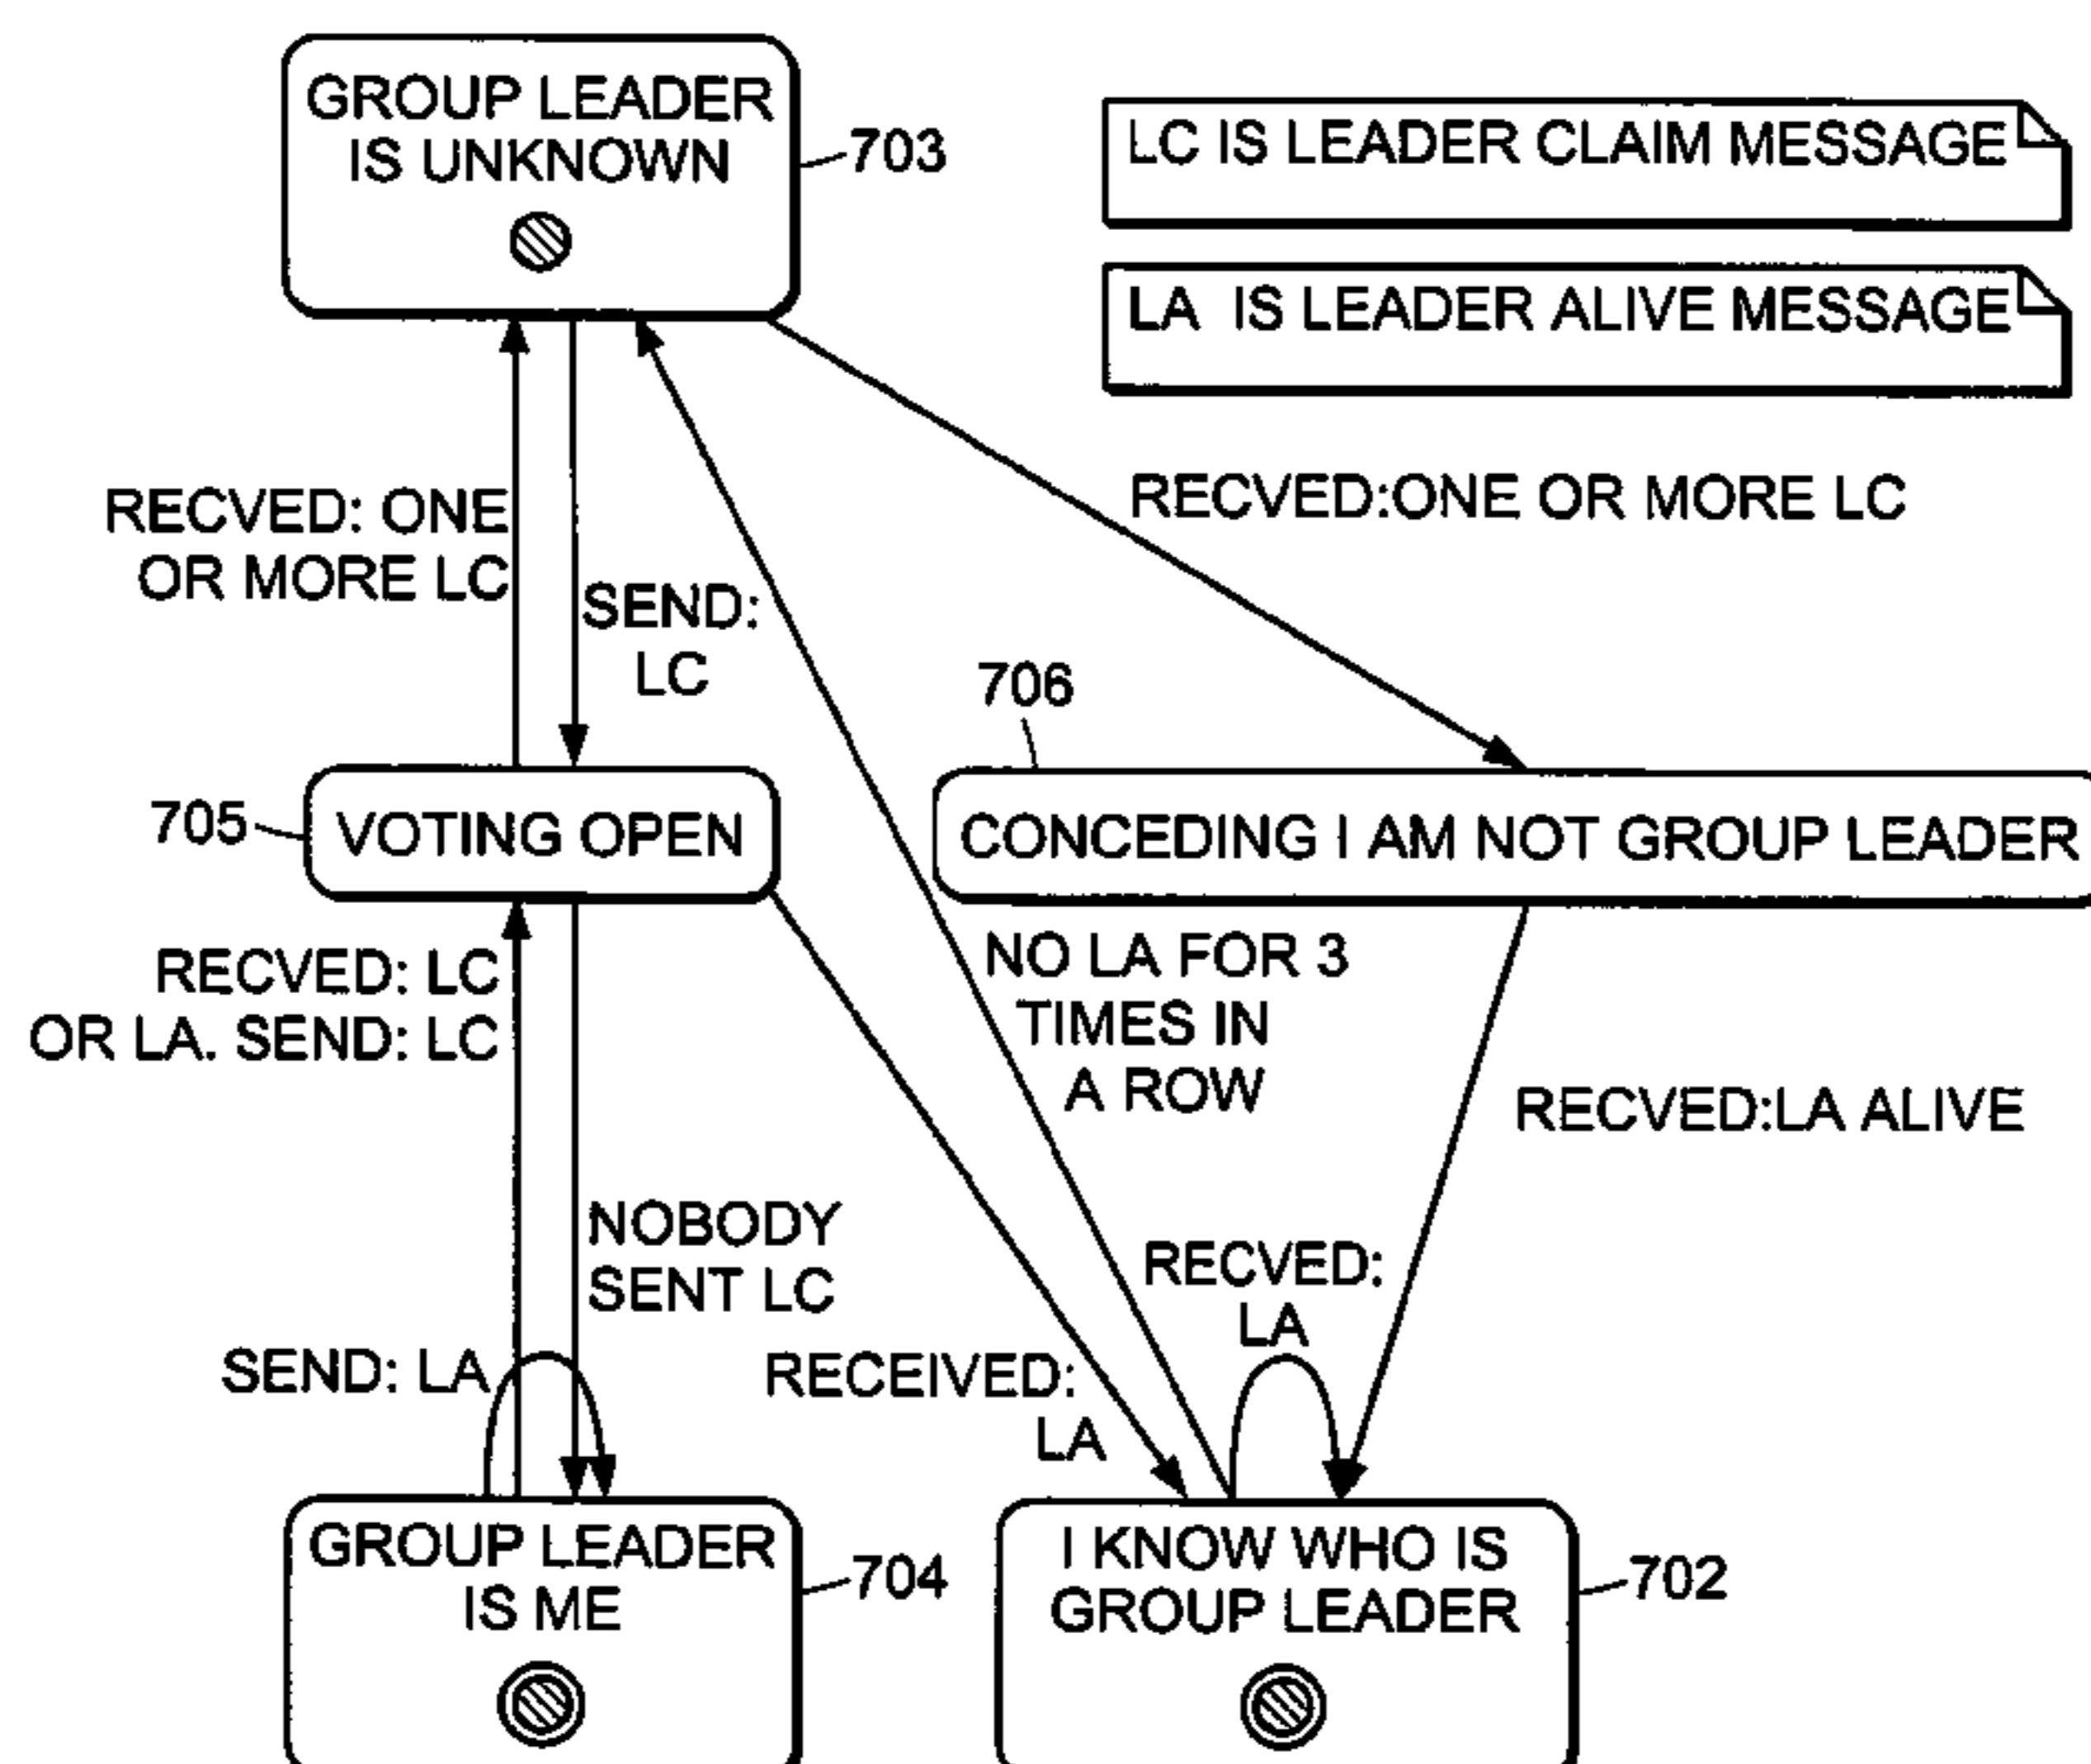 GROUP LEADER
IS UNKNOWN
703
LC IS LEADER CLAIM MESSAGE
LA IS LEADER ALIVE MESSAGE
RECVED: ONE
OR MORE LC
SEND:
LC
RECVED:ONE OR MORE LC
706
705
VOTING OPEN
CONCEDING I AM NOT GROUP LEADER
RECVED: LC
OR LA. SEND: LC
NO LA FOR 3
TIMES IN
A ROW
RECVED:LA ALIVE
NOBODY
SENT LC
SEND: LA
RECEIVED:
LA
RECVED:
LA
GROUP LEADER
IS ME
704
I KNOW WHO IS
GROUP LEADER
702